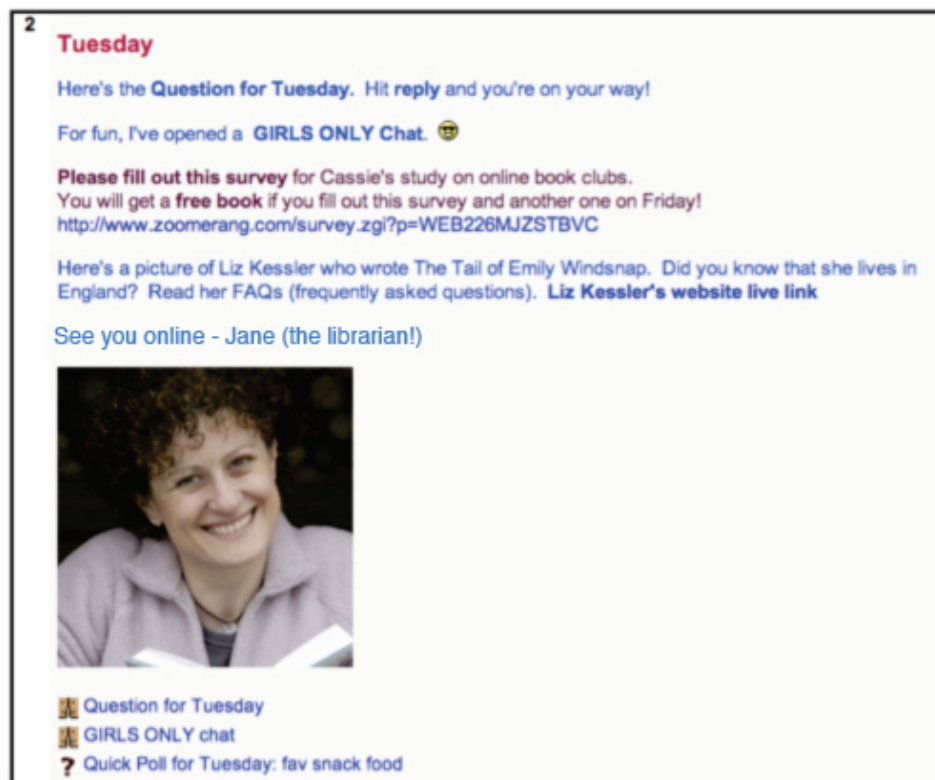 2
Tuesday
Here's the Question for Tuesday. Hit reply and you're on your way!
For fun, I've opened a GIRLS ONLY Chat.
Please fill out this survey for Cassie's study on online book clubs.
You will get a free book if you fill out this survey and another one on Friday!
http://www.zoomerang.com/survey.zgi?p=WEB226MJZSTBVC
Here's a picture of Liz Kessler who wrote The Tail of Emily Windsnap. Did you know that she lives in
England? Read her FAQs (frequently asked questions). Liz Kessler's website live link
See you online - Jane (the librarian!)
Question for Tuesday
GIRLS ONLY chat
? Quick Poll for Tuesday: fav snack food